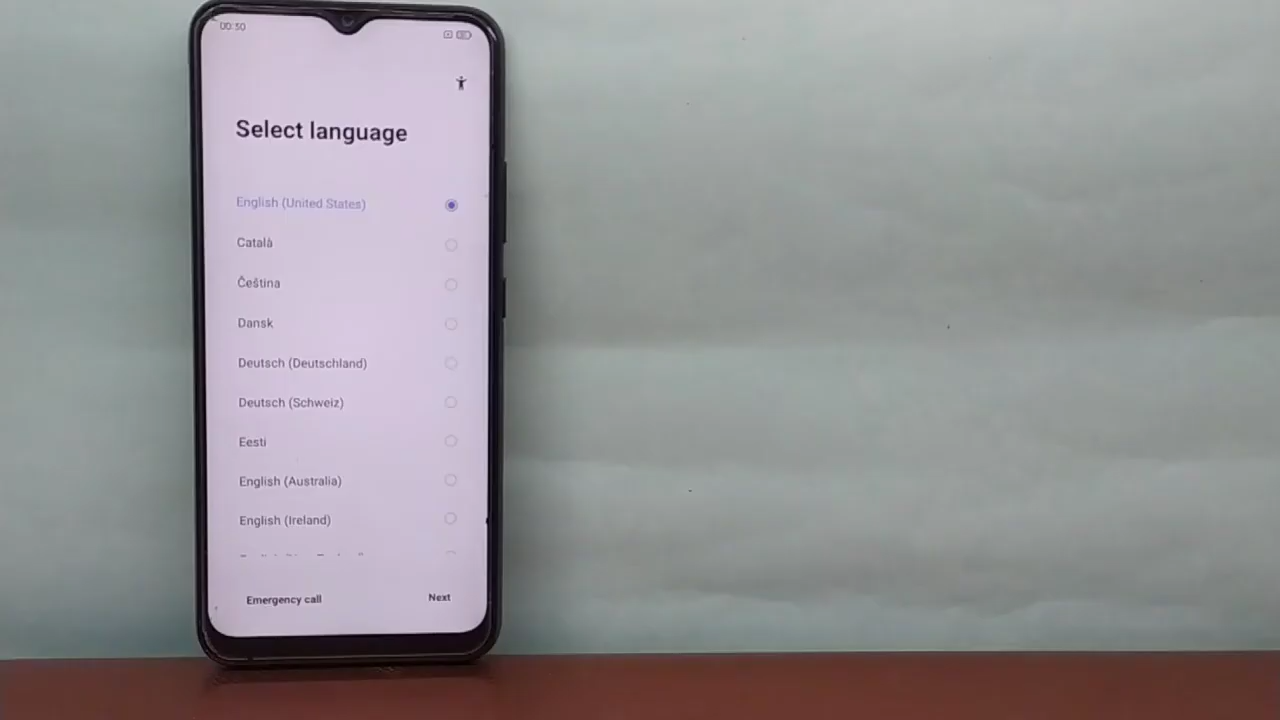 00:50
Select language
English (United States)
Català
Čeština
Dansk
Deutsch (Deutschland)
Deutsch (Schweiz)
Eesti
English (Australia)
English (Ireland)
Emergency call
Next